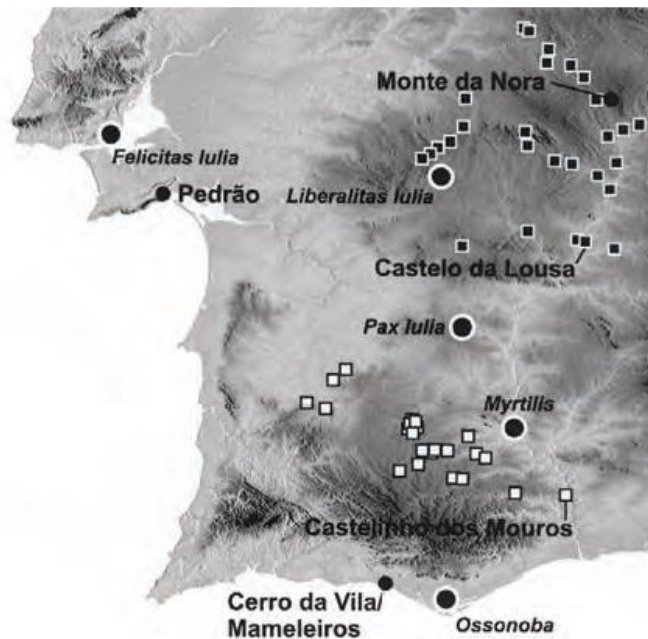 Monte da Nora
Felicitas Iulia
Pedrão
Liberalitas Iulia
Castelo da Lousa
Pax Iulia
Myrtilis
Castelinho dos Mouros
Cerro da Vila/
Mameleiros
Ossonoba